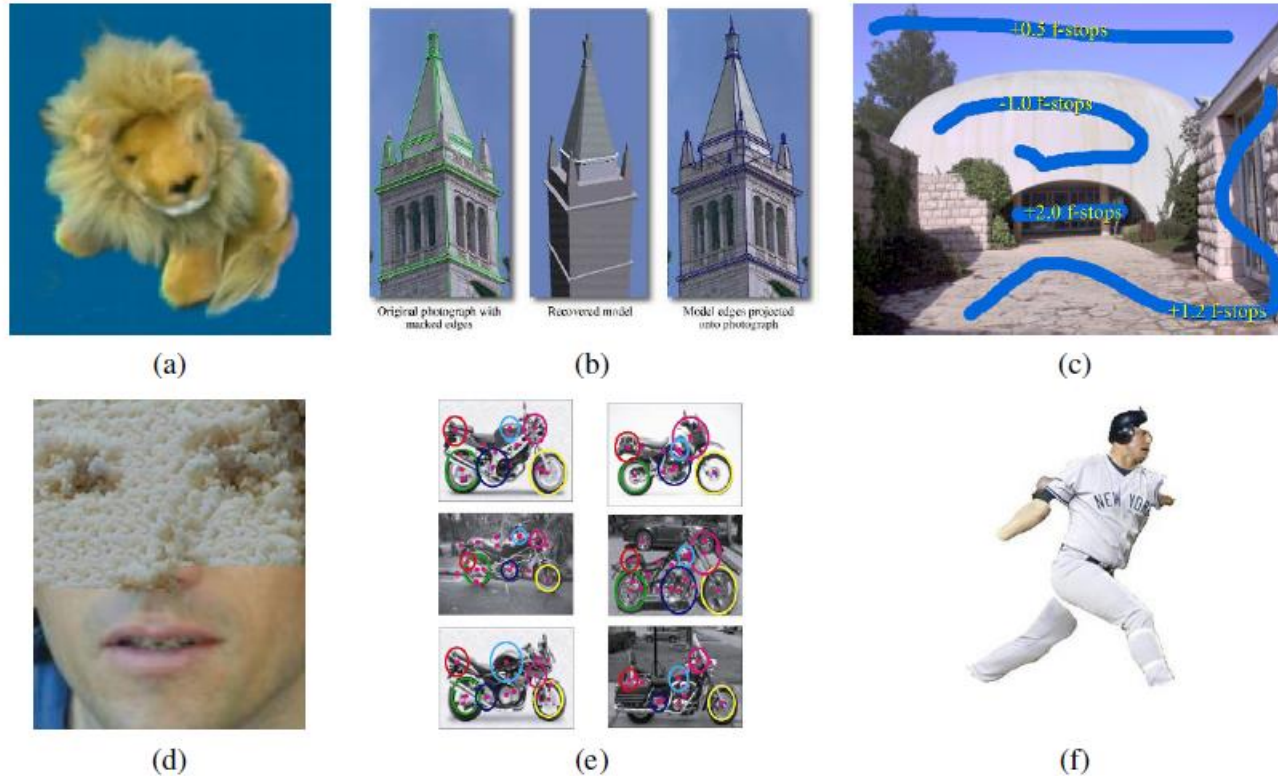 +0.5 f-stops
-1.0 f-stops
+2.0 f-stops
+1.2 f-stops
Original photograph with
marked edges
Recovered model
Model edges projected
onto photograph
(a)
(b)
(c)
NEW YORK
(d)
(e)
(f)